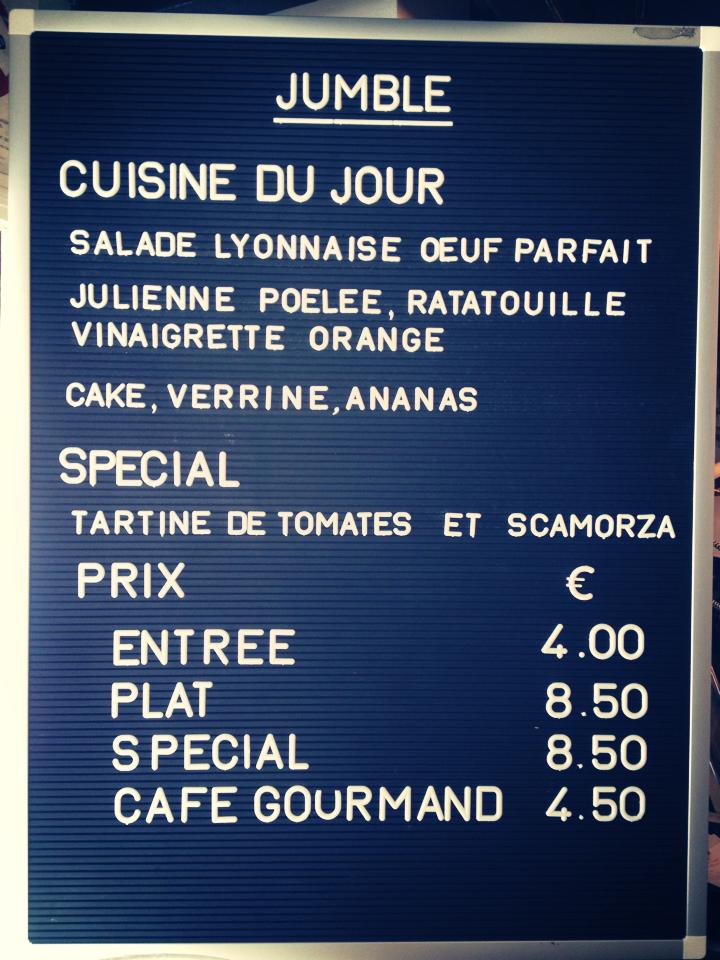 JUMBLE
CUISINE DU JOUR
SALADE LYONNAISE OEUF PARFAIT
JULIENNE POELEE, RATATOUILLE
VINAIGRETTE ORANGE
CAKE, VERRINE, ANANAS
SPECIAL
TARTINE DE TOMATES ET SCAMORZA
PRIX €
ENTREE 4.00
PLAT 8.50
SPECIAL 8.50
CAFE GOURMAND 4.50